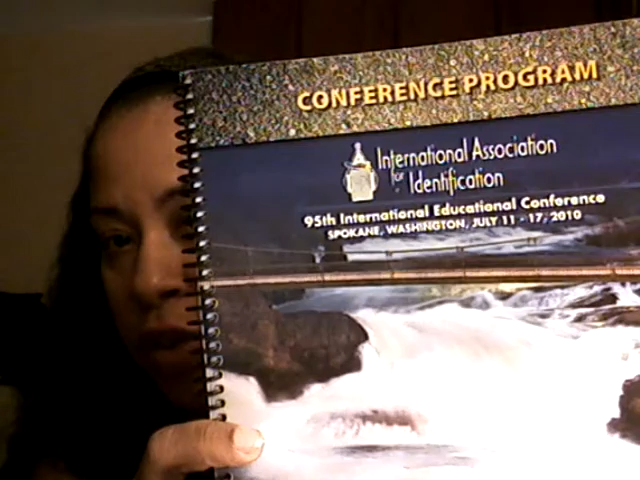 CONFERENCE PROGRAM
International Association
for Identification
95th International Educational Conference
SPOKANE, WASHINGTON, JULY 11 - 17, 2010